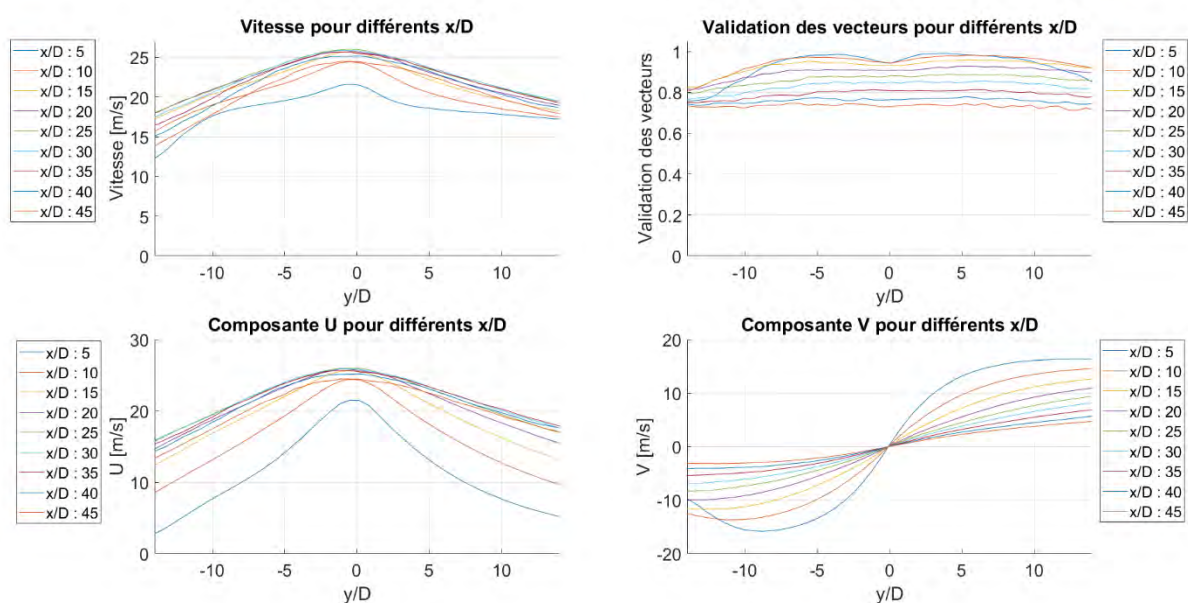 Vitesse pour différents x/D
x/D : 5
x/D : 10
x/D : 15
x/D : 20
x/D : 25
x/D : 30
x/D : 35
x/D : 40
x/D : 45
Vitesse [m/s]
25
20
15
10
5
0
-10
-5
0
5
10
y/D
Validation des vecteurs pour différents x/D
Validation des vecteurs
1
0.8
0.6
0.4
0.2
0
-10
-5
0
5
10
y/D
x/D : 5
x/D : 10
x/D : 15
x/D : 20
x/D : 25
x/D : 30
x/D : 35
x/D : 40
x/D : 45
Composante U pour différents x/D
x/D : 5
x/D : 10
x/D : 15
x/D : 20
x/D : 25
x/D : 30
x/D : 35
x/D : 40
x/D : 45
U [m/s]
30
20
10
0
-10
-5
0
5
10
y/D
Composante V pour différents x/D
V [m/s]
20
10
0
-10
-20
-10
-5
0
5
10
y/D
x/D : 5
x/D : 10
x/D : 15
x/D : 20
x/D : 25
x/D : 30
x/D : 35
x/D : 40
x/D : 45